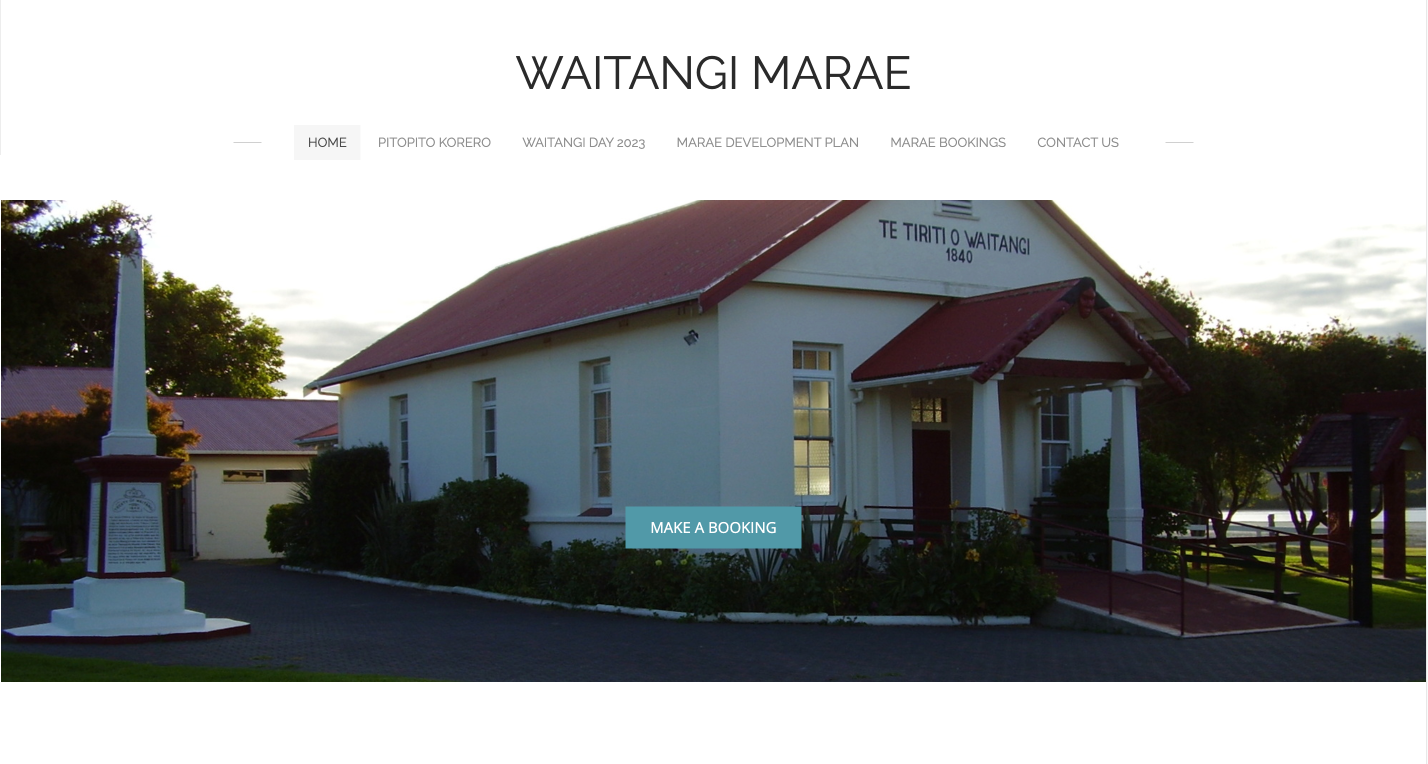 WAITANGI MARAE
HOME PITOPITO KORERO WAITANGI DAY 2023 MARAE DEVELOPMENT PLAN MARAE BOOKINGS CONTACT US
TE TIRITI O WAITANGI
1840
MAKE A BOOKING